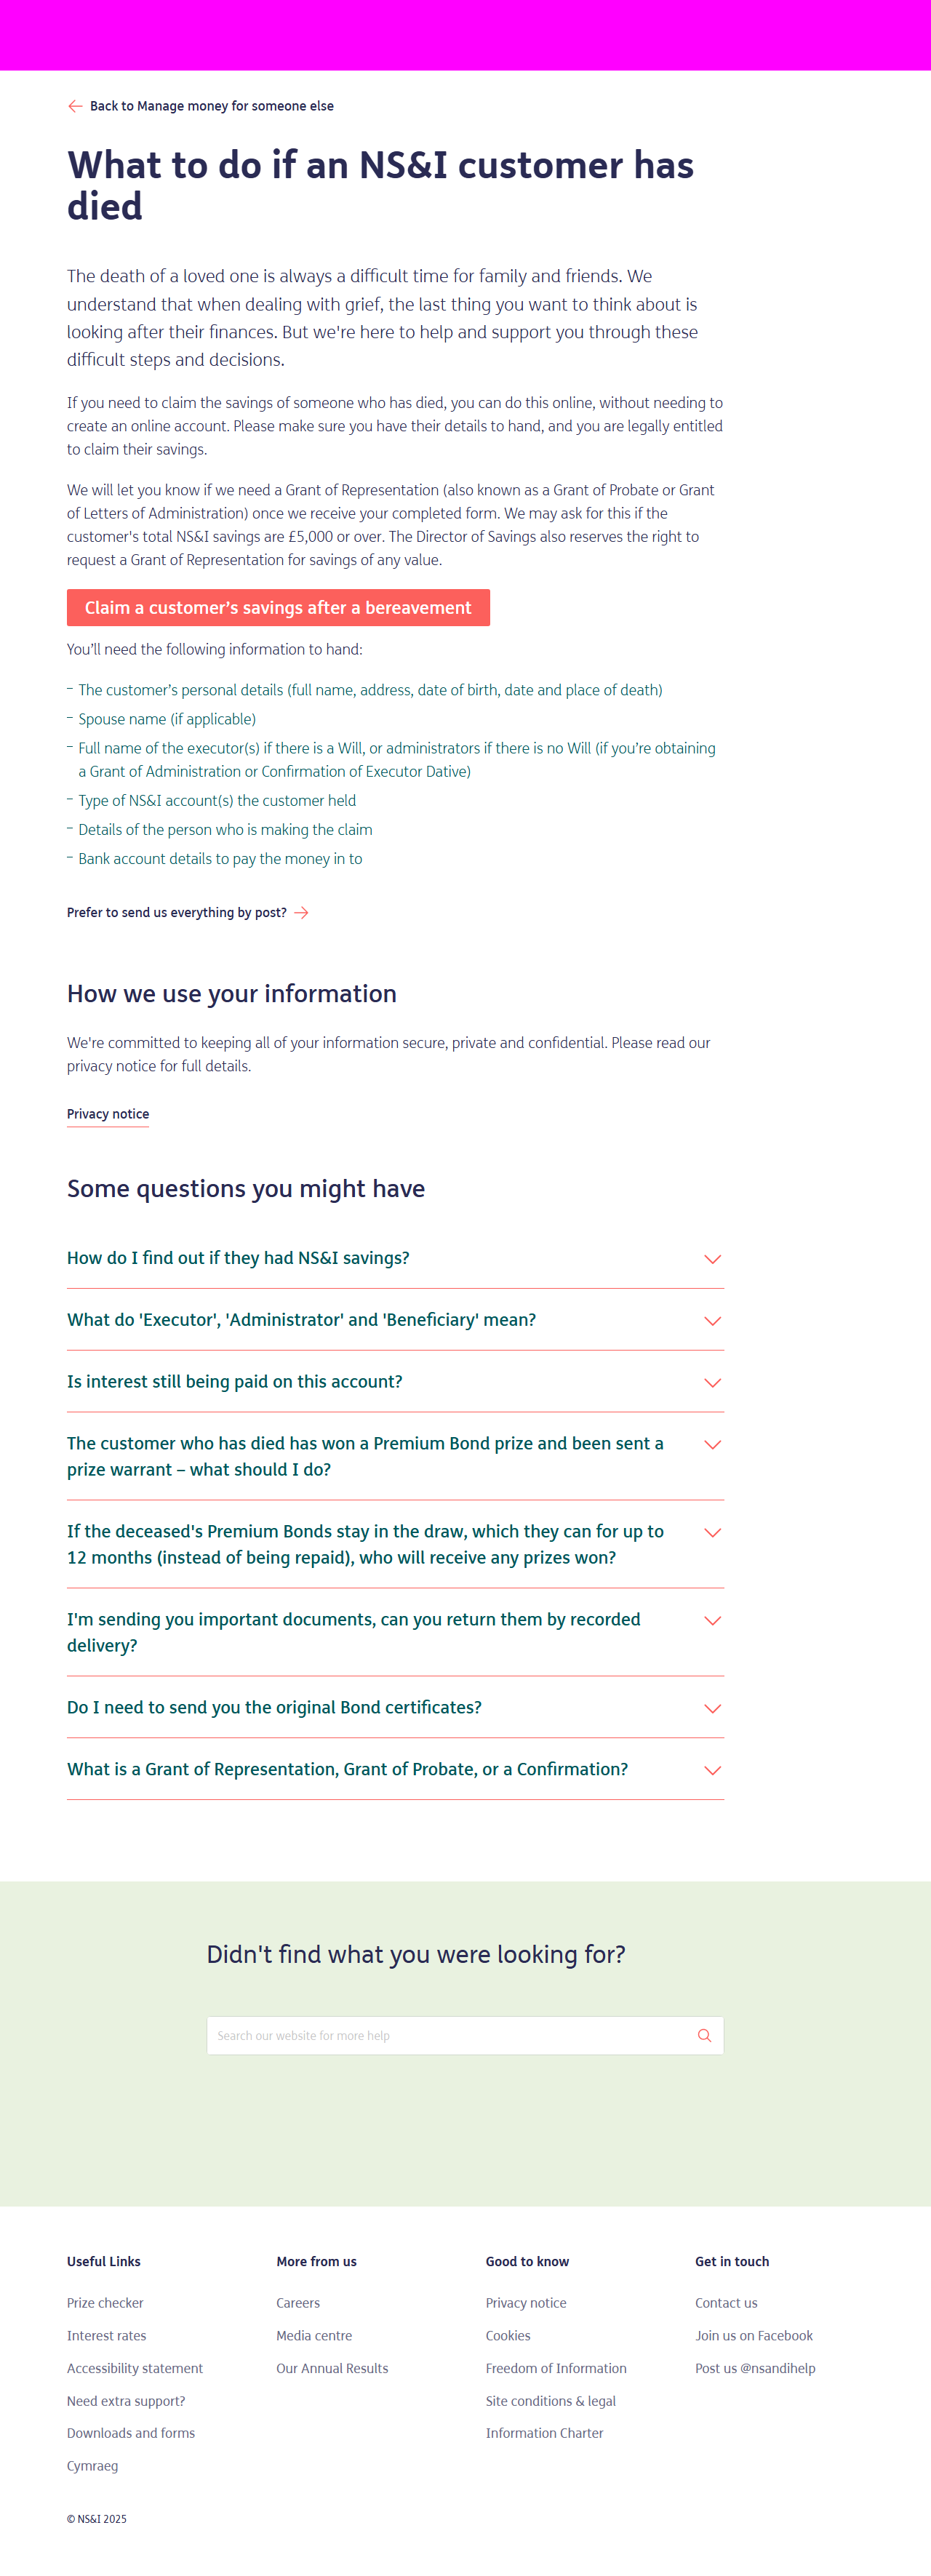 Back to Manage money for someone else
What to do if an NS&I customer has
died
The death of a loved one is always a difficult time for family and friends. We
understand that when dealing with grief, the last thing you want to think about is
looking after their finances. But we're here to help and support you through these
difficult steps and decisions.
If you need to claim the savings of someone who has died, you can do this online, without needing to
create an online account. Please make sure you have their details to hand, and you are legally entitled
to claim their savings.
We will let you know if we need a Grant of Representation (also known as a Grant of Probate or Grant
of Letters of Administration) once we receive your completed form. We may ask for this if the
customer's total NS&I savings are £5,000 or over. The Director of Savings also reserves the right to
request a Grant of Representation for savings of any value.
Claim a customer’s savings after a bereavement
You’ll need the following information to hand:
– The customer’s personal details (full name, address, date of birth, date and place of death)
– Spouse name (if applicable)
– Full name of the executor(s) if there is a Will, or administrators if there is no Will (if you’re obtaining
a Grant of Administration or Confirmation of Executor Dative)
– Type of NS&I account(s) the customer held
– Details of the person who is making the claim
– Bank account details to pay the money in to
Prefer to send us everything by post?
How we use your information
We're committed to keeping all of your information secure, private and confidential. Please read our
privacy notice for full details.
Privacy notice
Some questions you might have
How do I find out if they had NS&I savings?
What do 'Executor', 'Administrator' and 'Beneficiary' mean?
Is interest still being paid on this account?
The customer who has died has won a Premium Bond prize and been sent a
prize warrant – what should I do?
If the deceased's Premium Bonds stay in the draw, which they can for up to
12 months (instead of being repaid), who will receive any prizes won?
I'm sending you important documents, can you return them by recorded
delivery?
Do I need to send you the original Bond certificates?
What is a Grant of Representation, Grant of Probate, or a Confirmation?
Didn't find what you were looking for?
Search our website for more help
Useful Links
Prize checker
Interest rates
Accessibility statement
Need extra support?
Downloads and forms
Cymraeg
More from us
Careers
Media centre
Our Annual Results
Good to know
Privacy notice
Cookies
Freedom of Information
Site conditions & legal
Information Charter
Get in touch
Contact us
Join us on Facebook
Post us @nsandihelp
© NS&I 2025